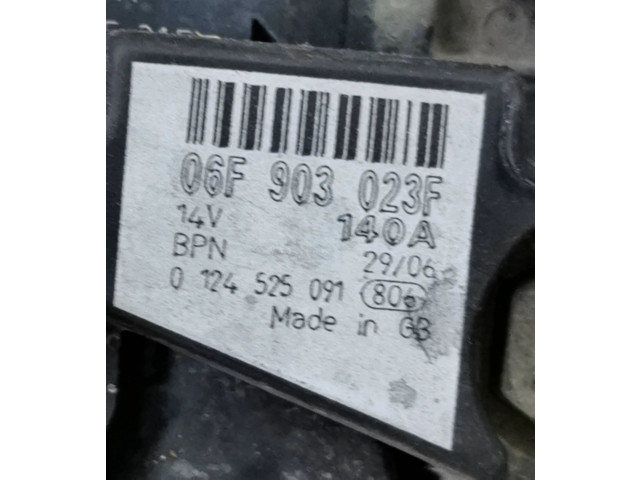 06F 903 023F
14V 140A
BPN 29/06
0 124 525 091 806
Made in GB